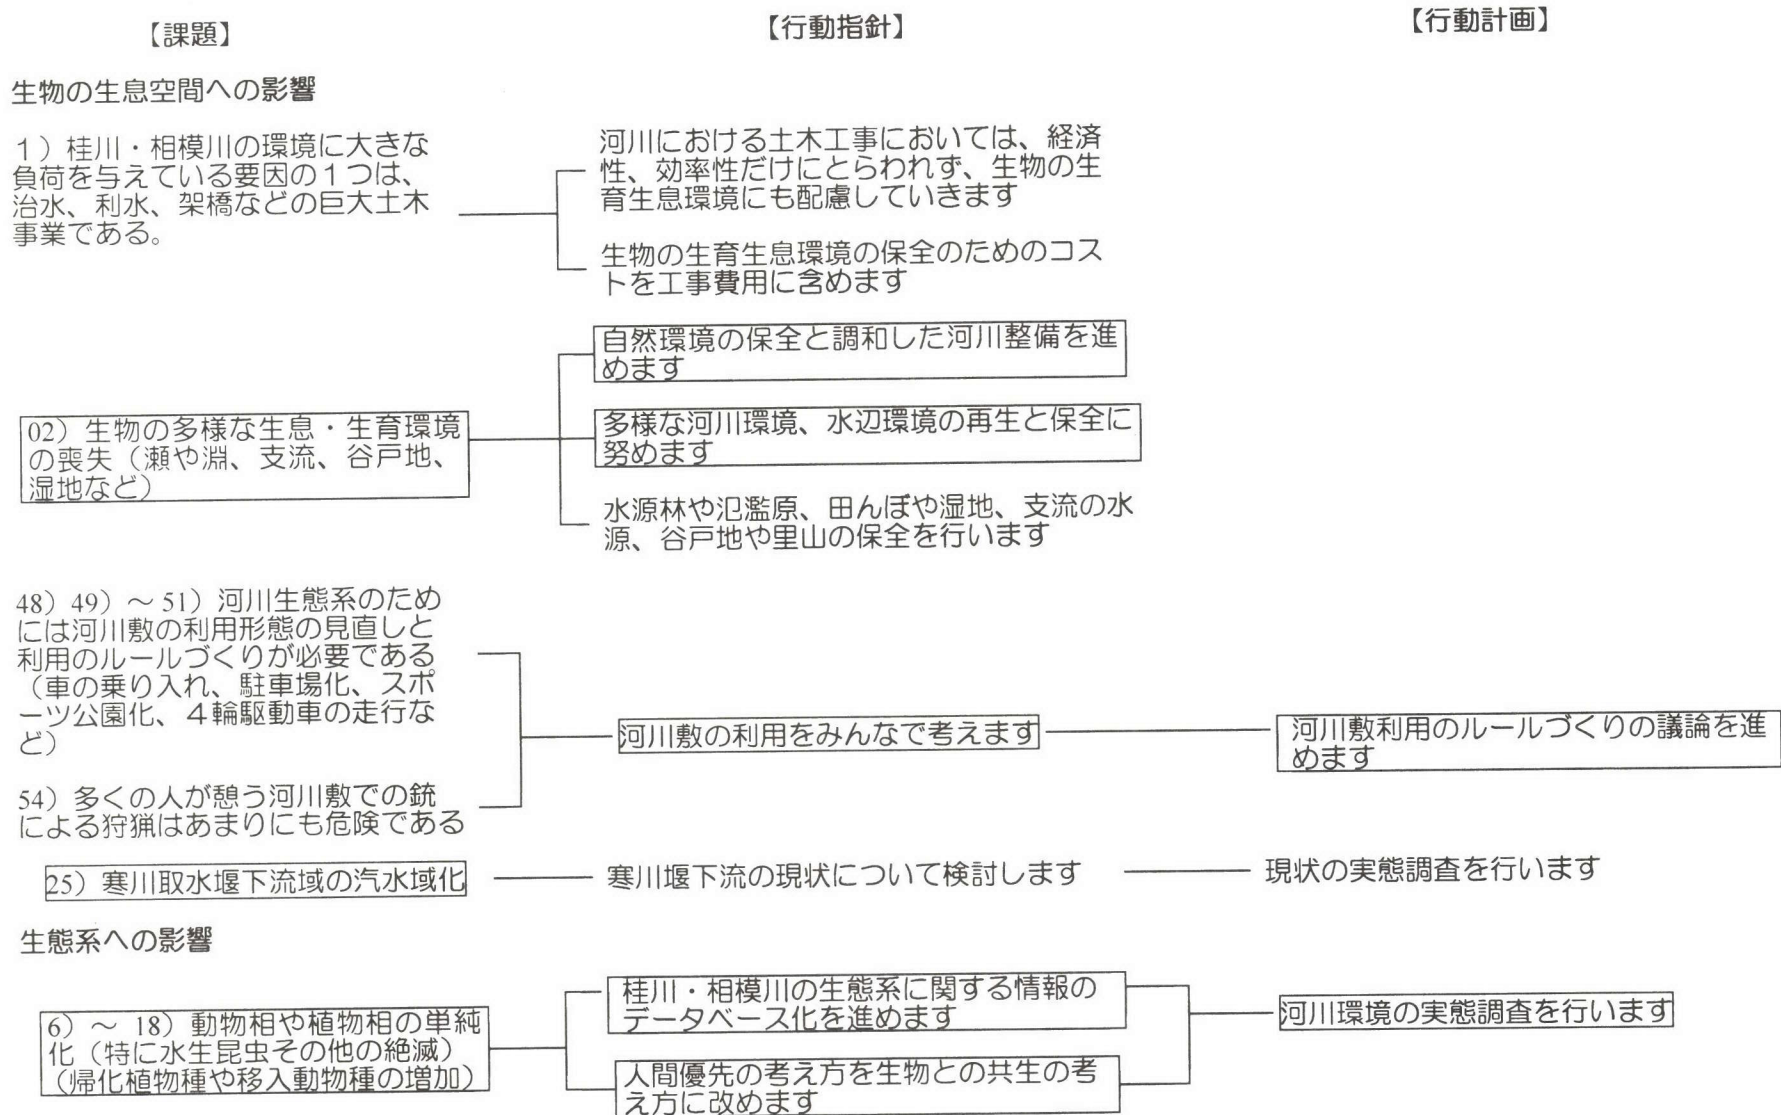 【課題】
【行動指針】
【行動計画】
生物の生息空間への影響
1）桂川・相模川の環境に大きな
負荷を与えている要因の１つは、
治水、利水、架橋などの巨大土木
事業である。
河川における土木工事においては、経済
性、効率性だけにとらわれず、生物の生
育生息環境にも配慮していきます
生物の生育生息環境の保全のためのコス
トを工事費用に含めます
02）生物の多様な生息・生育環境
の喪失（瀬や淵、支流、谷戸地、
湿地など）
自然環境の保全と調和した河川整備を進
めます
多様な河川環境、水辺環境の再生と保全に
努めます
水源林や氾濫原、田んぼや湿地、支流の水
源、谷戸地や里山の保全を行います
48）49）～ 51）河川生態系のため
には河川敷の利用形態の見直しと
利用のルールづくりが必要である
（車の乗り入れ、駐車場化、スポ
ーツ公園化、４輪駆動車の走行な
ど）
54）多くの人が憩う河川敷での銃
による狩猟はあまりにも危険である
河川敷の利用をみんなで考えます
河川敷利用のルールづくりの議論を進
めます
25）寒川取水堰下流域の汽水域化
寒川堰下流の現状について検討します
現状の実態調査を行います
生態系への影響
6）～ 18）動物相や植物相の単純
化（特に水生昆虫その他の絶滅）
（帰化植物種や移入動物種の増加）
桂川・相模川の生態系に関する情報の
データベース化を進めます
人間優先の考え方を生物との共生の考
え方に改めます
河川環境の実態調査を行います